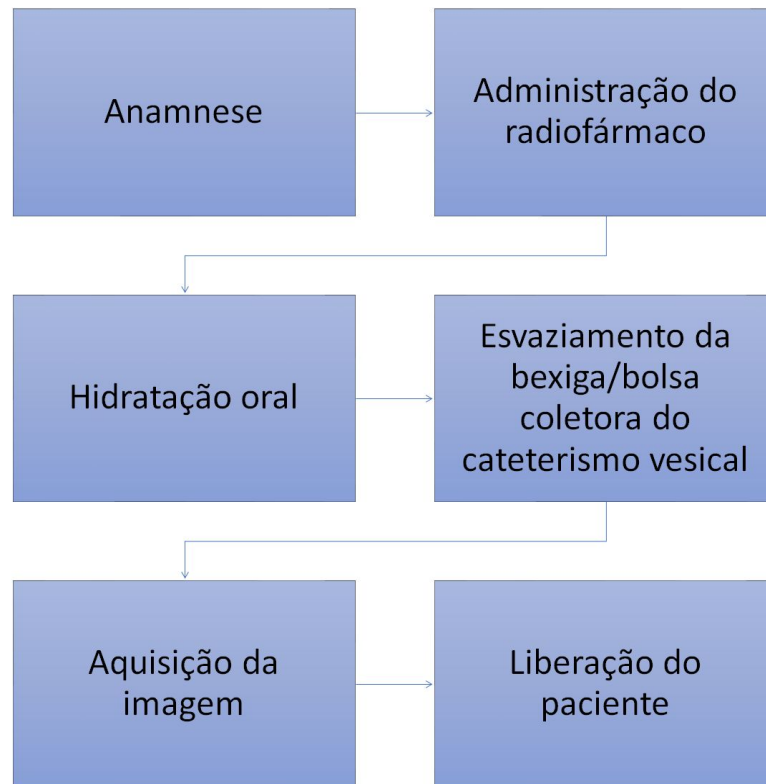 Anamnese
Administração do
radiofármaco
Hidratação oral
Esvaziamento da
bexiga/bolsa
coletora do
cateterismo vesical
Aquisição da
imagem
Liberação do
paciente